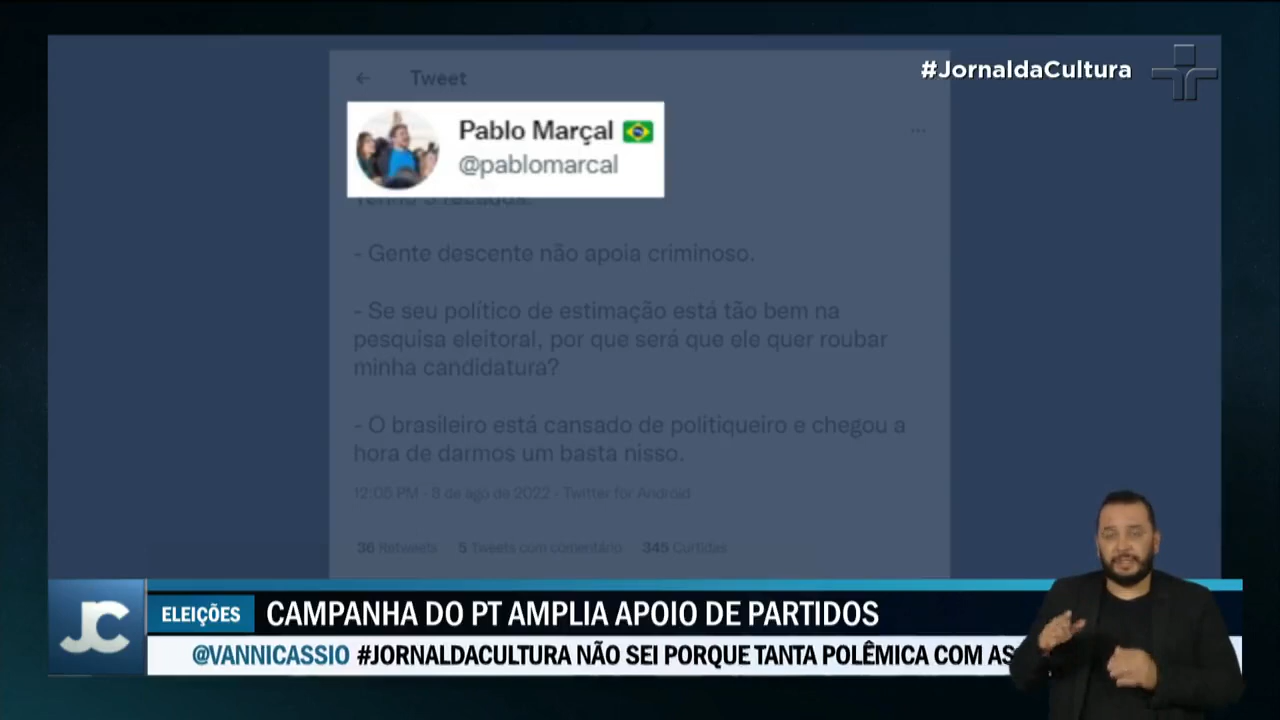 #JornaldaCultura
Tweet
Pablo Marçal
@pablomarcal
- Gente descente não apoia criminoso.
- Se seu político de estimação está tão bem na
pesquisa eleitoral, por que será que ele quer roubar
minha candidatura?
- O brasileiro está cansado de politiqueiro e chegou a
hora de darmos um basta nisso.
12:05 PM · 8 de ago de 2022 · Twitter for Android
36 Retweets 5 Tweets com comentário 345 Curtidas
JC
ELEIÇÕES CAMPANHA DO PT AMPLIA APOIO DE PARTIDOS
@VANNICASSIO #JORNALDACULTURA NÃO SEI PORQUE TANTA POLÊMICA COM AS